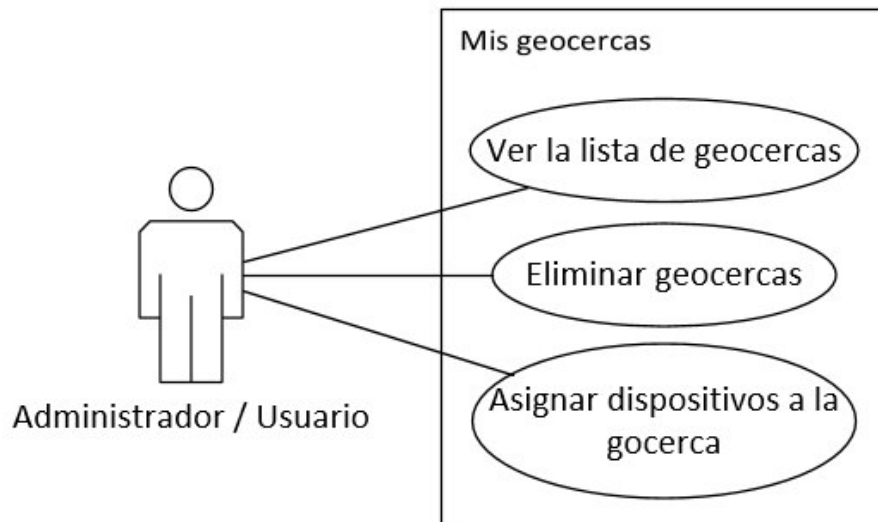 Mis geocercas
Ver la lista de geocercas
Eliminar geocercas
Asignar dispositivos a la
gocerca
Administrador / Usuario